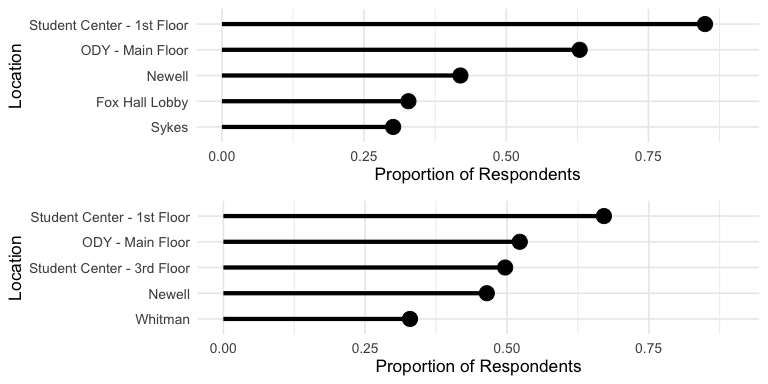 Location
Student Center - 1st Floor
ODY - Main Floor
Newell
Fox Hall Lobby
Sykes
0.00 0.25 0.50 0.75
Proportion of Respondents
Location
Student Center - 1st Floor
ODY - Main Floor
Student Center - 3rd Floor
Newell
Whitman
0.00 0.25 0.50 0.75
Proportion of Respondents